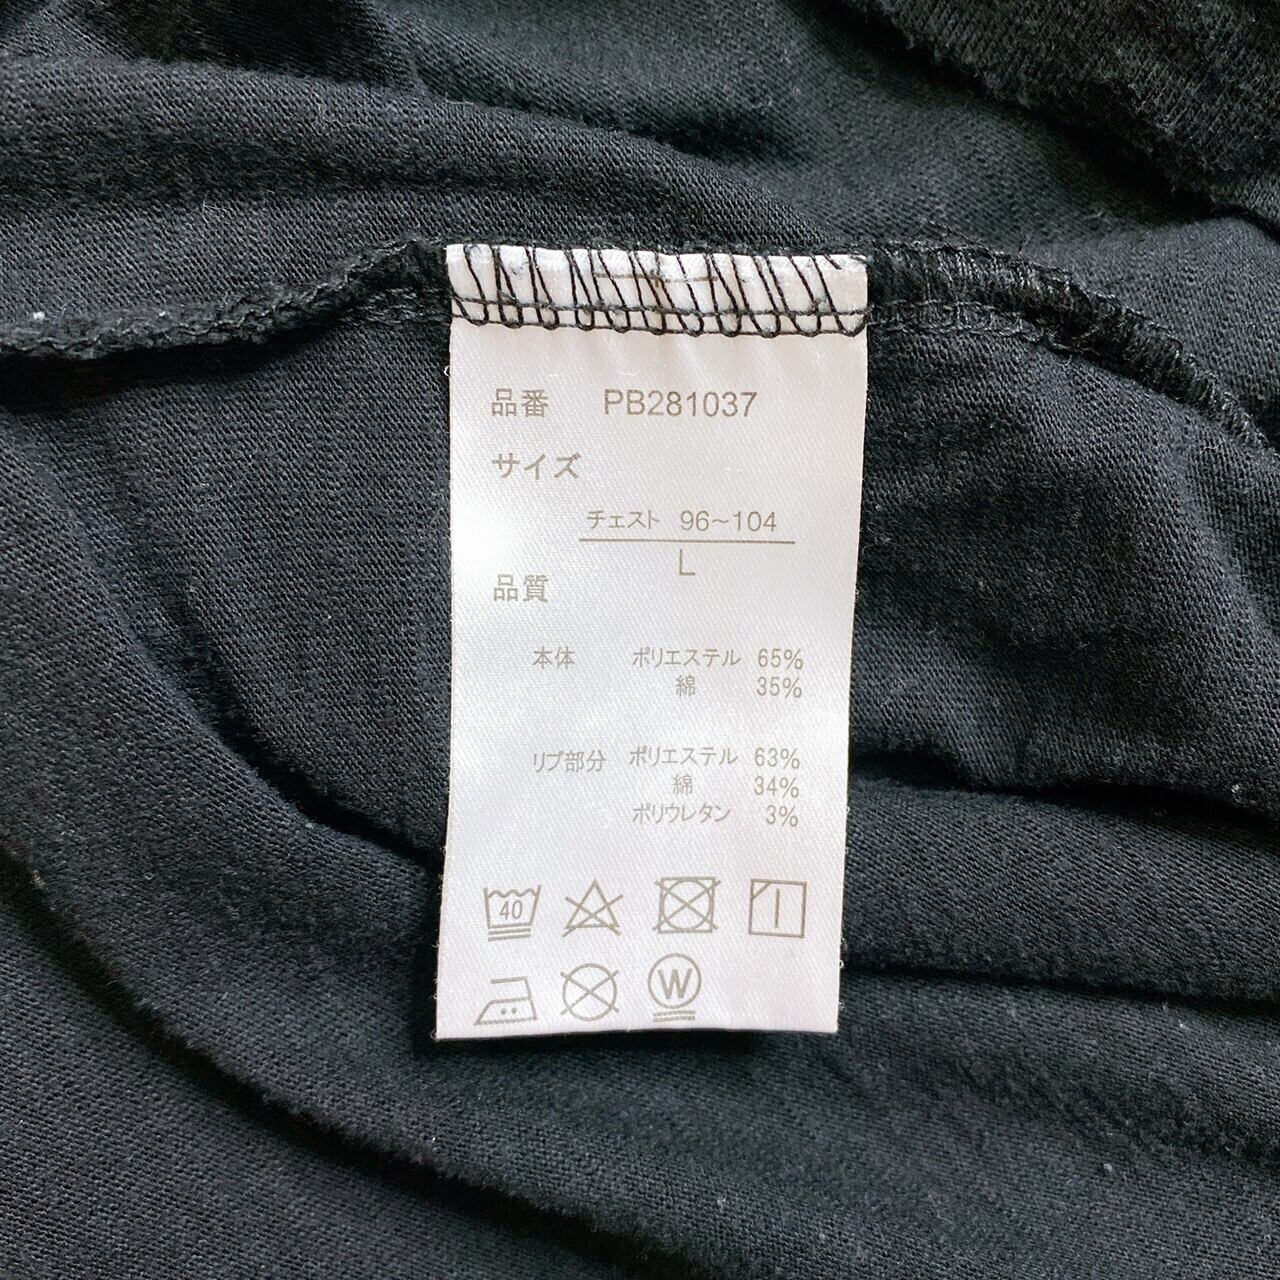 品番 PB281037
サイズ
チェスト 96～104
L
品質
本体 ポリエステル 65%
綿 35%
リブ部分 ポリエステル 63%
綿 34%
ポリウレタン 3%
40
W